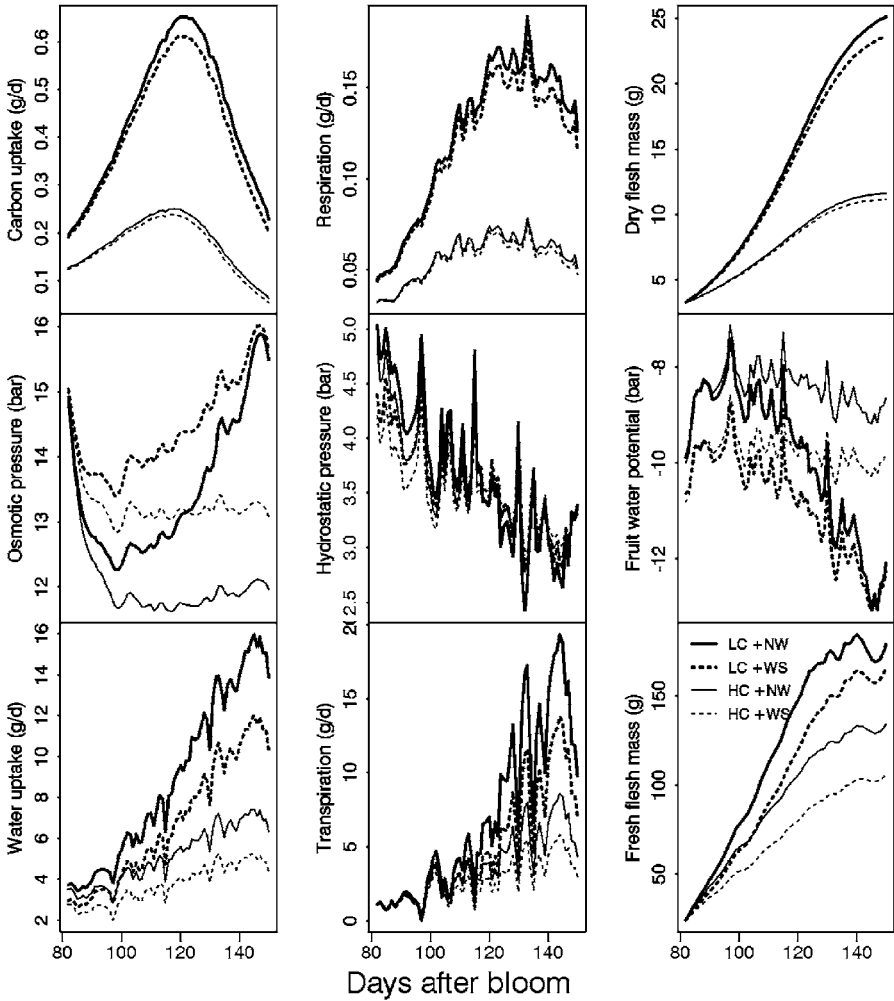 Carbon uptake (g/d)
0.1 0.2 0.3 0.4 0.5 0.6
Respiration (g/d)
0.05 0.10 0.15
Dry flesh mass (g)
5 10 15 20 25
Osmotic pressure (bar)
12 13 14 15 16
Hydrostatic pressure (bar)
2.5 3.0 3.5 4.0 4.5 5.0
Fruit water potential (bar)
-12 -10 -8
Water uptake (g/d)
2 4 6 8 10 12 14 16
Transpiration (g/d)
0 5 10 15 20
Fresh flesh mass (g)
50 100 150
LC +NW
LC +WS
HC +NW
HC +WS
80 100 120 140
80 100 120 140
80 100 120 140
Days after bloom